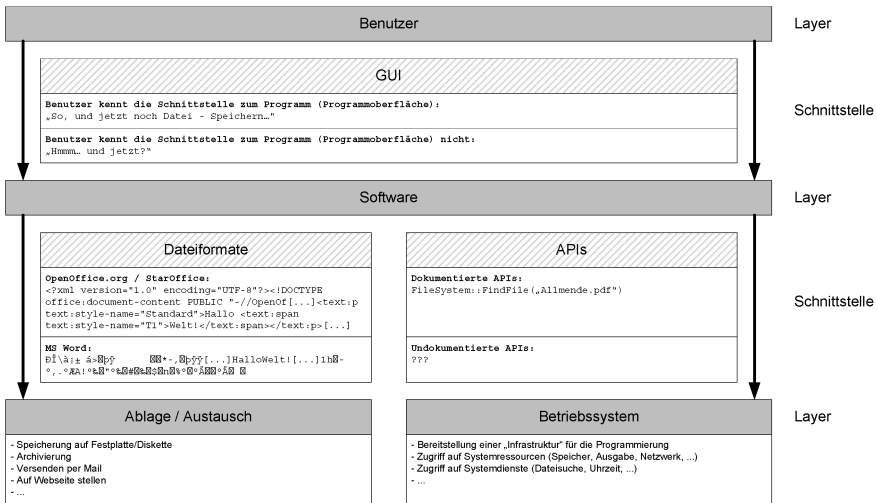 Benutzer
Layer
GUI
Benutzer kennt die Schnittstelle zum Programm (Programmoberfläche):
„So, und jetzt noch Datei - Speichern…"
Schnittstelle
Benutzer kennt die Schnittstelle zum Programm (Programmoberfläche) nicht:
„Hmmm… und jetzt?“
Software
Layer
Dateiformate
OpenOffice.org / StarOffice:
<?xml version="1.0" encoding="UTF-8"?><!DOCTYPE
office:document-content PUBLIC "-//OpenOf[...]<text:p
text:style-name="Standard">Hallo <text:span
text:style-name="T1">Welt!</text:span></text:p>[...]
MS Word:
[...]HalloWelt![...]
APIs
Dokumentierte APIs:
FileSystem::FindFile(„Allmende.pdf“)
Undokumentierte APIs:
???
Schnittstelle
Ablage / Austausch
- Speicherung auf Festplatte/Diskette
- Archivierung
- Versenden per Mail
- Auf Webseite stellen
- ...
Betriebssystem
- Bereitstellung einer „Infrastruktur“ für die Programmierung
- Zugriff auf Systemressourcen (Speicher, Ausgabe, Netzwerk, ...)
- Zugriff auf Systemdienste (Dateisuche, Uhrzeit, ...)
- ...
Layer